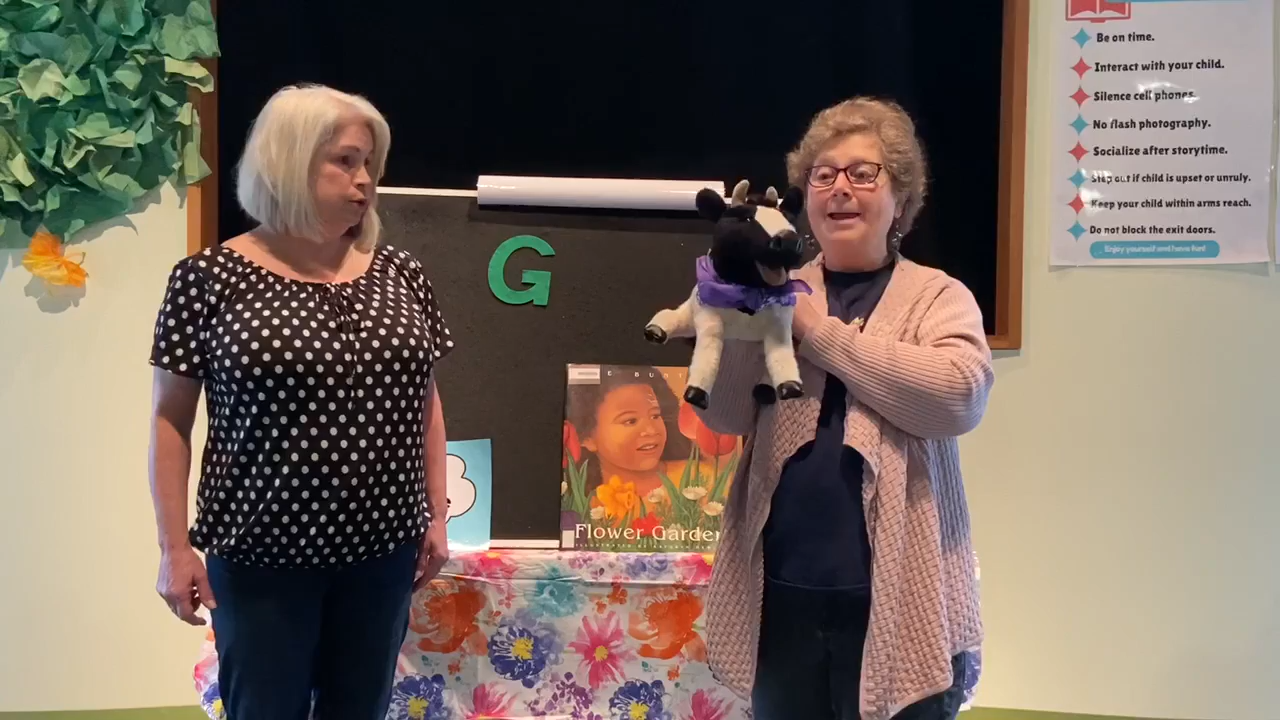 Be on time.
Interact with your child.
Silence cell phones.
No flash photography.
Socialize after storytime.
Step out if child is upset or unruly.
Keep your child within arms reach.
Do not block the exit doors.
Enjoy yourself and have fun!
G
E BUNT
Flower Garden